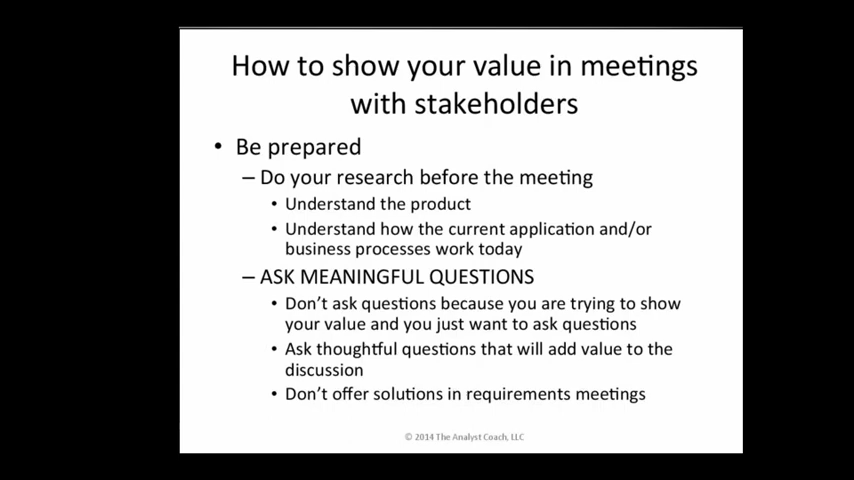 How to show your value in meetings
with stakeholders
• Be prepared
– Do your research before the meeting
• Understand the product
• Understand how the current application and/or
business processes work today
– ASK MEANINGFUL QUESTIONS
• Don't ask questions because you are trying to show
your value and you just want to ask questions
• Ask thoughtful questions that will add value to the
discussion
• Don't offer solutions in requirements meetings
© 2014 The Analyst Coach, LLC